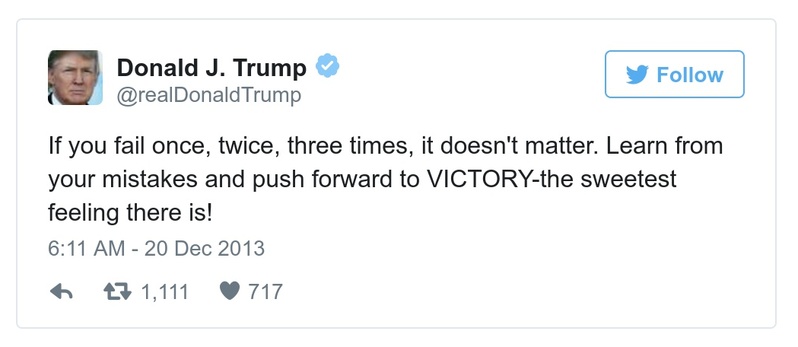 Donald J. Trump
@realDonaldTrump
Follow
If you fail once, twice, three times, it doesn't matter. Learn from
your mistakes and push forward to VICTORY-the sweetest
feeling there is!
6:11 AM - 20 Dec 2013
1,111 717